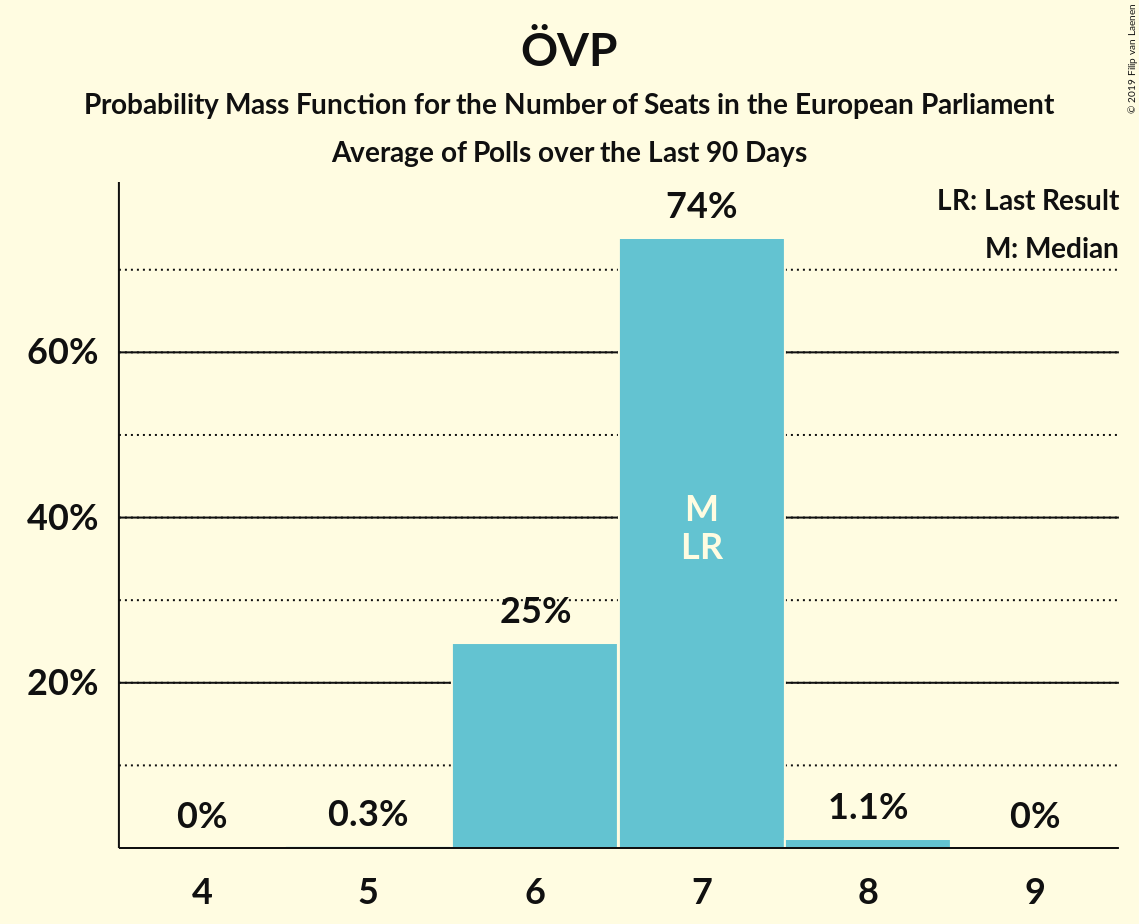 ÖVP
Probability Mass Function for the Number of Seats in the European Parliament
Average of Polls over the Last 90 Days
© 2019 Filip van Laenen
LR: Last Result
M: Median
74%
60%
40%
20%
M
LR
25%
0%
0.3%
1.1%
0%
4
5
6
7
8
9